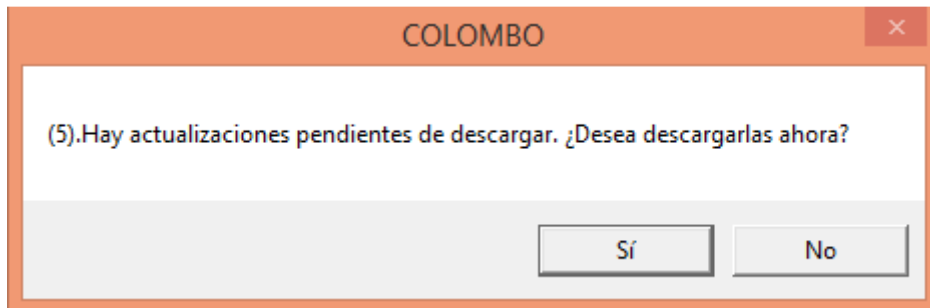 COLOMBO
(5).Hay actualizaciones pendientes de descargar. ¿Desea descargarlas ahora?
Sí
No